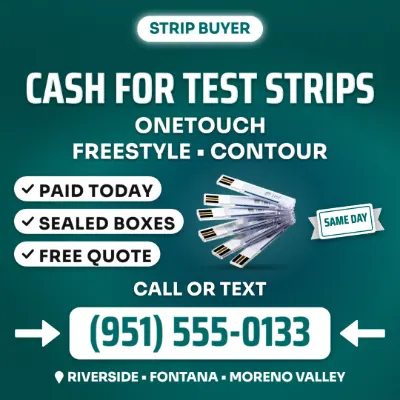 STRIP BUYER
CASH FOR TEST STRIPS
ONETOUCH
FREESTYLE ▪ CONTOUR
PAID TODAY
SEALED BOXES
FREE QUOTE
SAME DAY
CALL OR TEXT
(951) 555-0133
RIVERSIDE ▪ FONTANA ▪ MORENO VALLEY